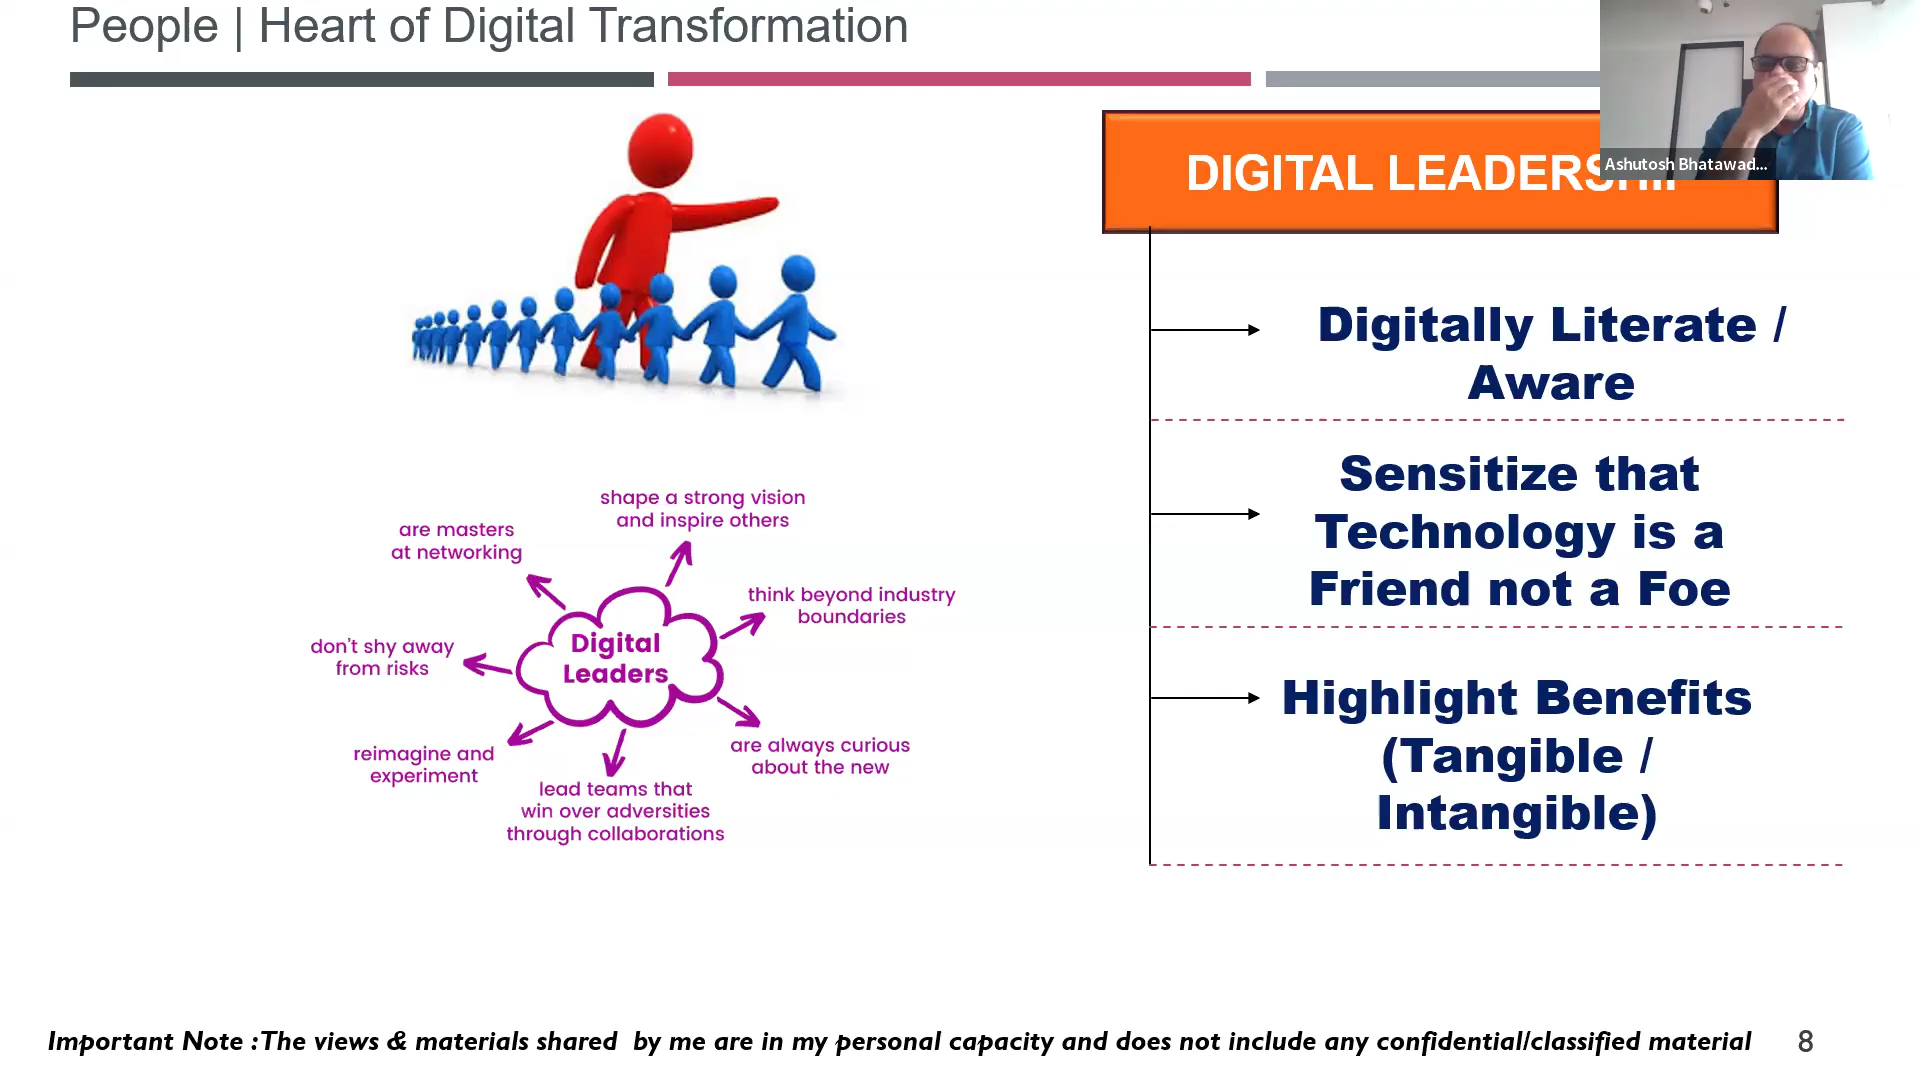 People | Heart of Digital Transformation
Ashutosh Bhatawad...
DIGITAL LEADERSHIP
Digitally Literate /
Aware
Sensitize that
Technology is a
Friend not a Foe
Highlight Benefits
(Tangible /
Intangible)
shape a strong vision
and inspire others
are masters
at networking
think beyond industry
boundaries
don't shy away
from risks
Digital
Leaders
reimagine and
experiment
are always curious
about the new
lead teams that
win over adversities
through collaborations
Important Note :The views & materials shared by me are in my personal capacity and does not include any confidential/classified material
8